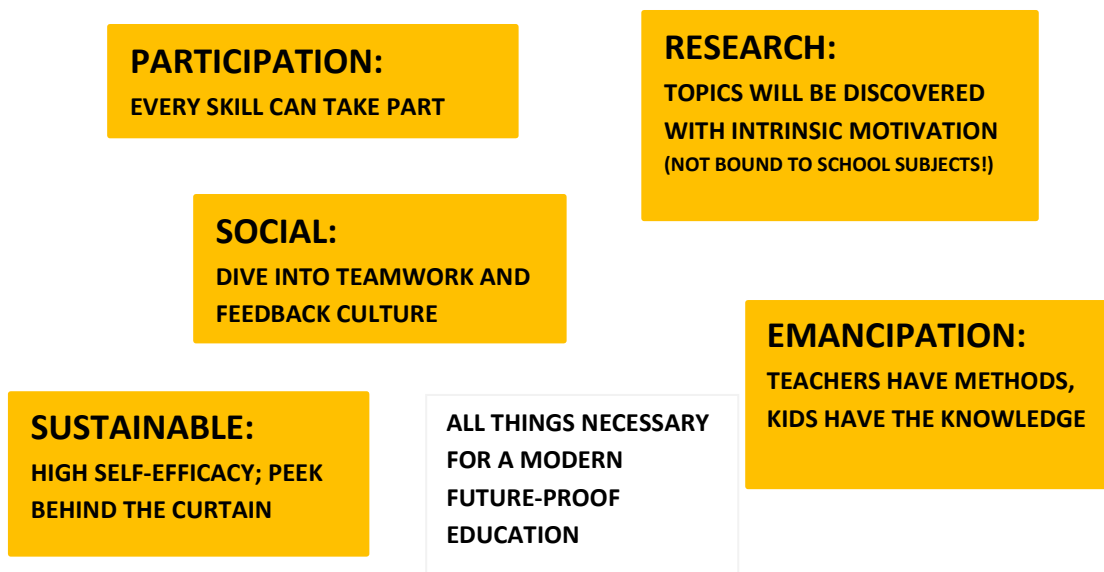 PARTICIPATION:
EVERY SKILL CAN TAKE PART
RESEARCH:
TOPICS WILL BE DISCOVERED
WITH INTRINSIC MOTIVATION
(NOT BOUND TO SCHOOL SUBJECTS!)
SOCIAL:
DIVE INTO TEAMWORK AND
FEEDBACK CULTURE
EMANCIPATION:
TEACHERS HAVE METHODS,
KIDS HAVE THE KNOWLEDGE
SUSTAINABLE:
HIGH SELF-EFFICACY; PEEK
BEHIND THE CURTAIN
ALL THINGS NECESSARY
FOR A MODERN
FUTURE-PROOF
EDUCATION